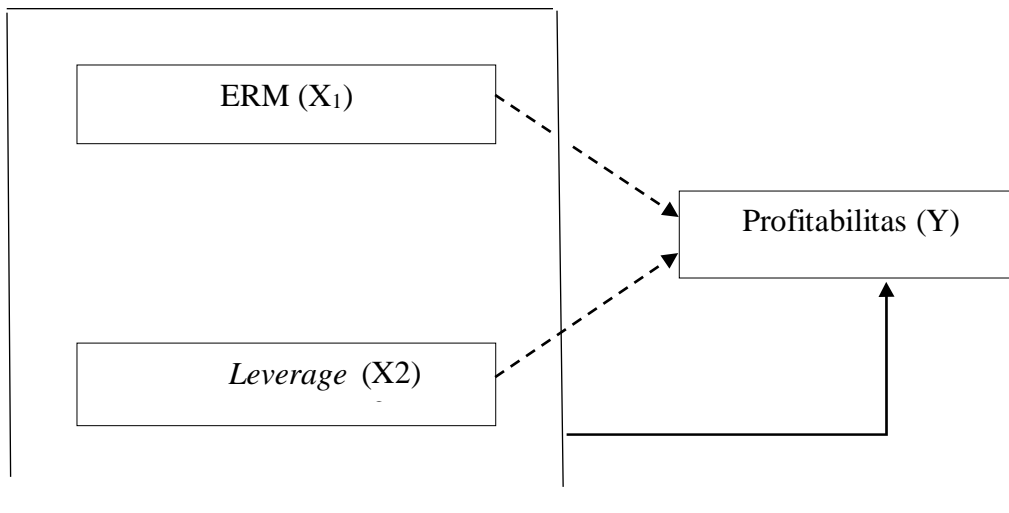 ERM (X₁)
Profitabilitas (Y)
Leverage (X2)